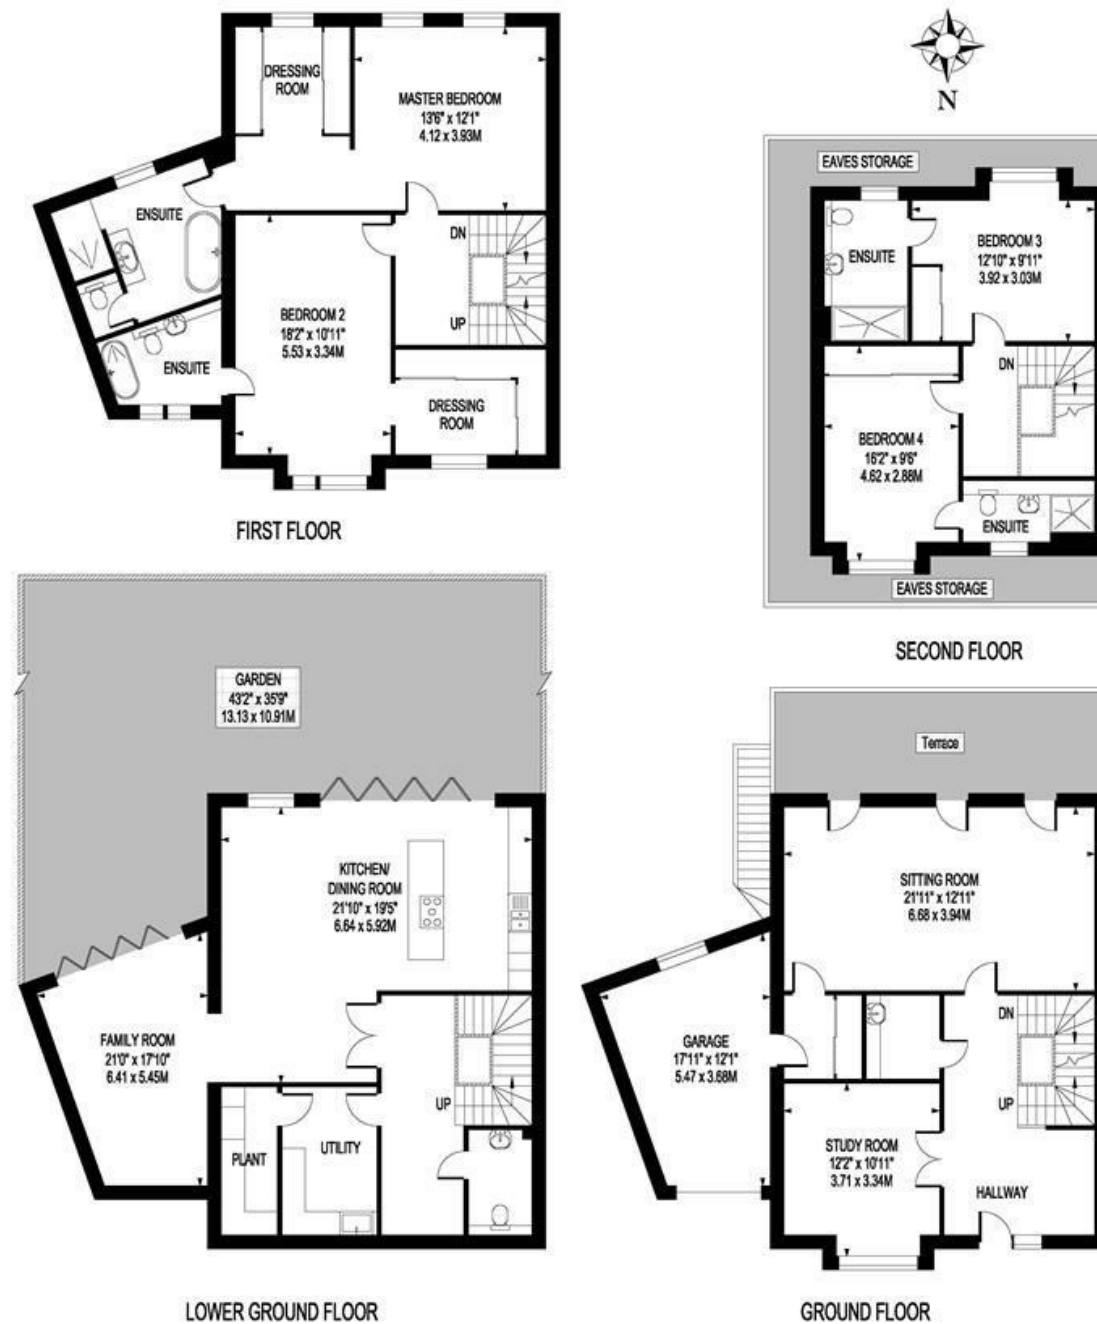 DRESSING
ROOM
MASTER BEDROOM
13'6" x 12'1"
4.12 x 3.93M
ENSUITE
DN
UP
BEDROOM 2
18'2" x 10'11"
5.53 x 3.34M
ENSUITE
DRESSING
ROOM
FIRST FLOOR
N
EAVES STORAGE
BEDROOM 3
12'10" x 9'11"
3.92 x 3.03M
ENSUITE
DN
BEDROOM 4
16'2" x 9'6"
4.62 x 2.88M
ENSUITE
EAVES STORAGE
SECOND FLOOR
GARDEN
43'2" x 35'9"
13.13 x 10.91M
KITCHEN/
DINING ROOM
21'10" x 19'5"
6.64 x 5.92M
FAMILY ROOM
21'0" x 17'10"
6.41 x 5.45M
UP
PLANT
UTILITY
LOWER GROUND FLOOR
Terrace
SITTING ROOM
21'11" x 12'11"
6.68 x 3.94M
GARAGE
17'11" x 12'1"
5.47 x 3.68M
DN
UP
STUDY ROOM
12'2" x 10'11"
3.71 x 3.34M
HALLWAY
GROUND FLOOR